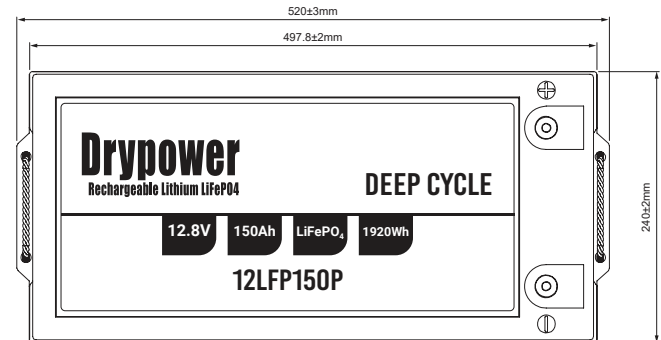 520±3mm
497.8±2mm
Drypower
Rechargeable Lithium LiFePO4
DEEP CYCLE
240±2mm
12.8V 150Ah LiFePO₄ 1920Wh
12LFP150P